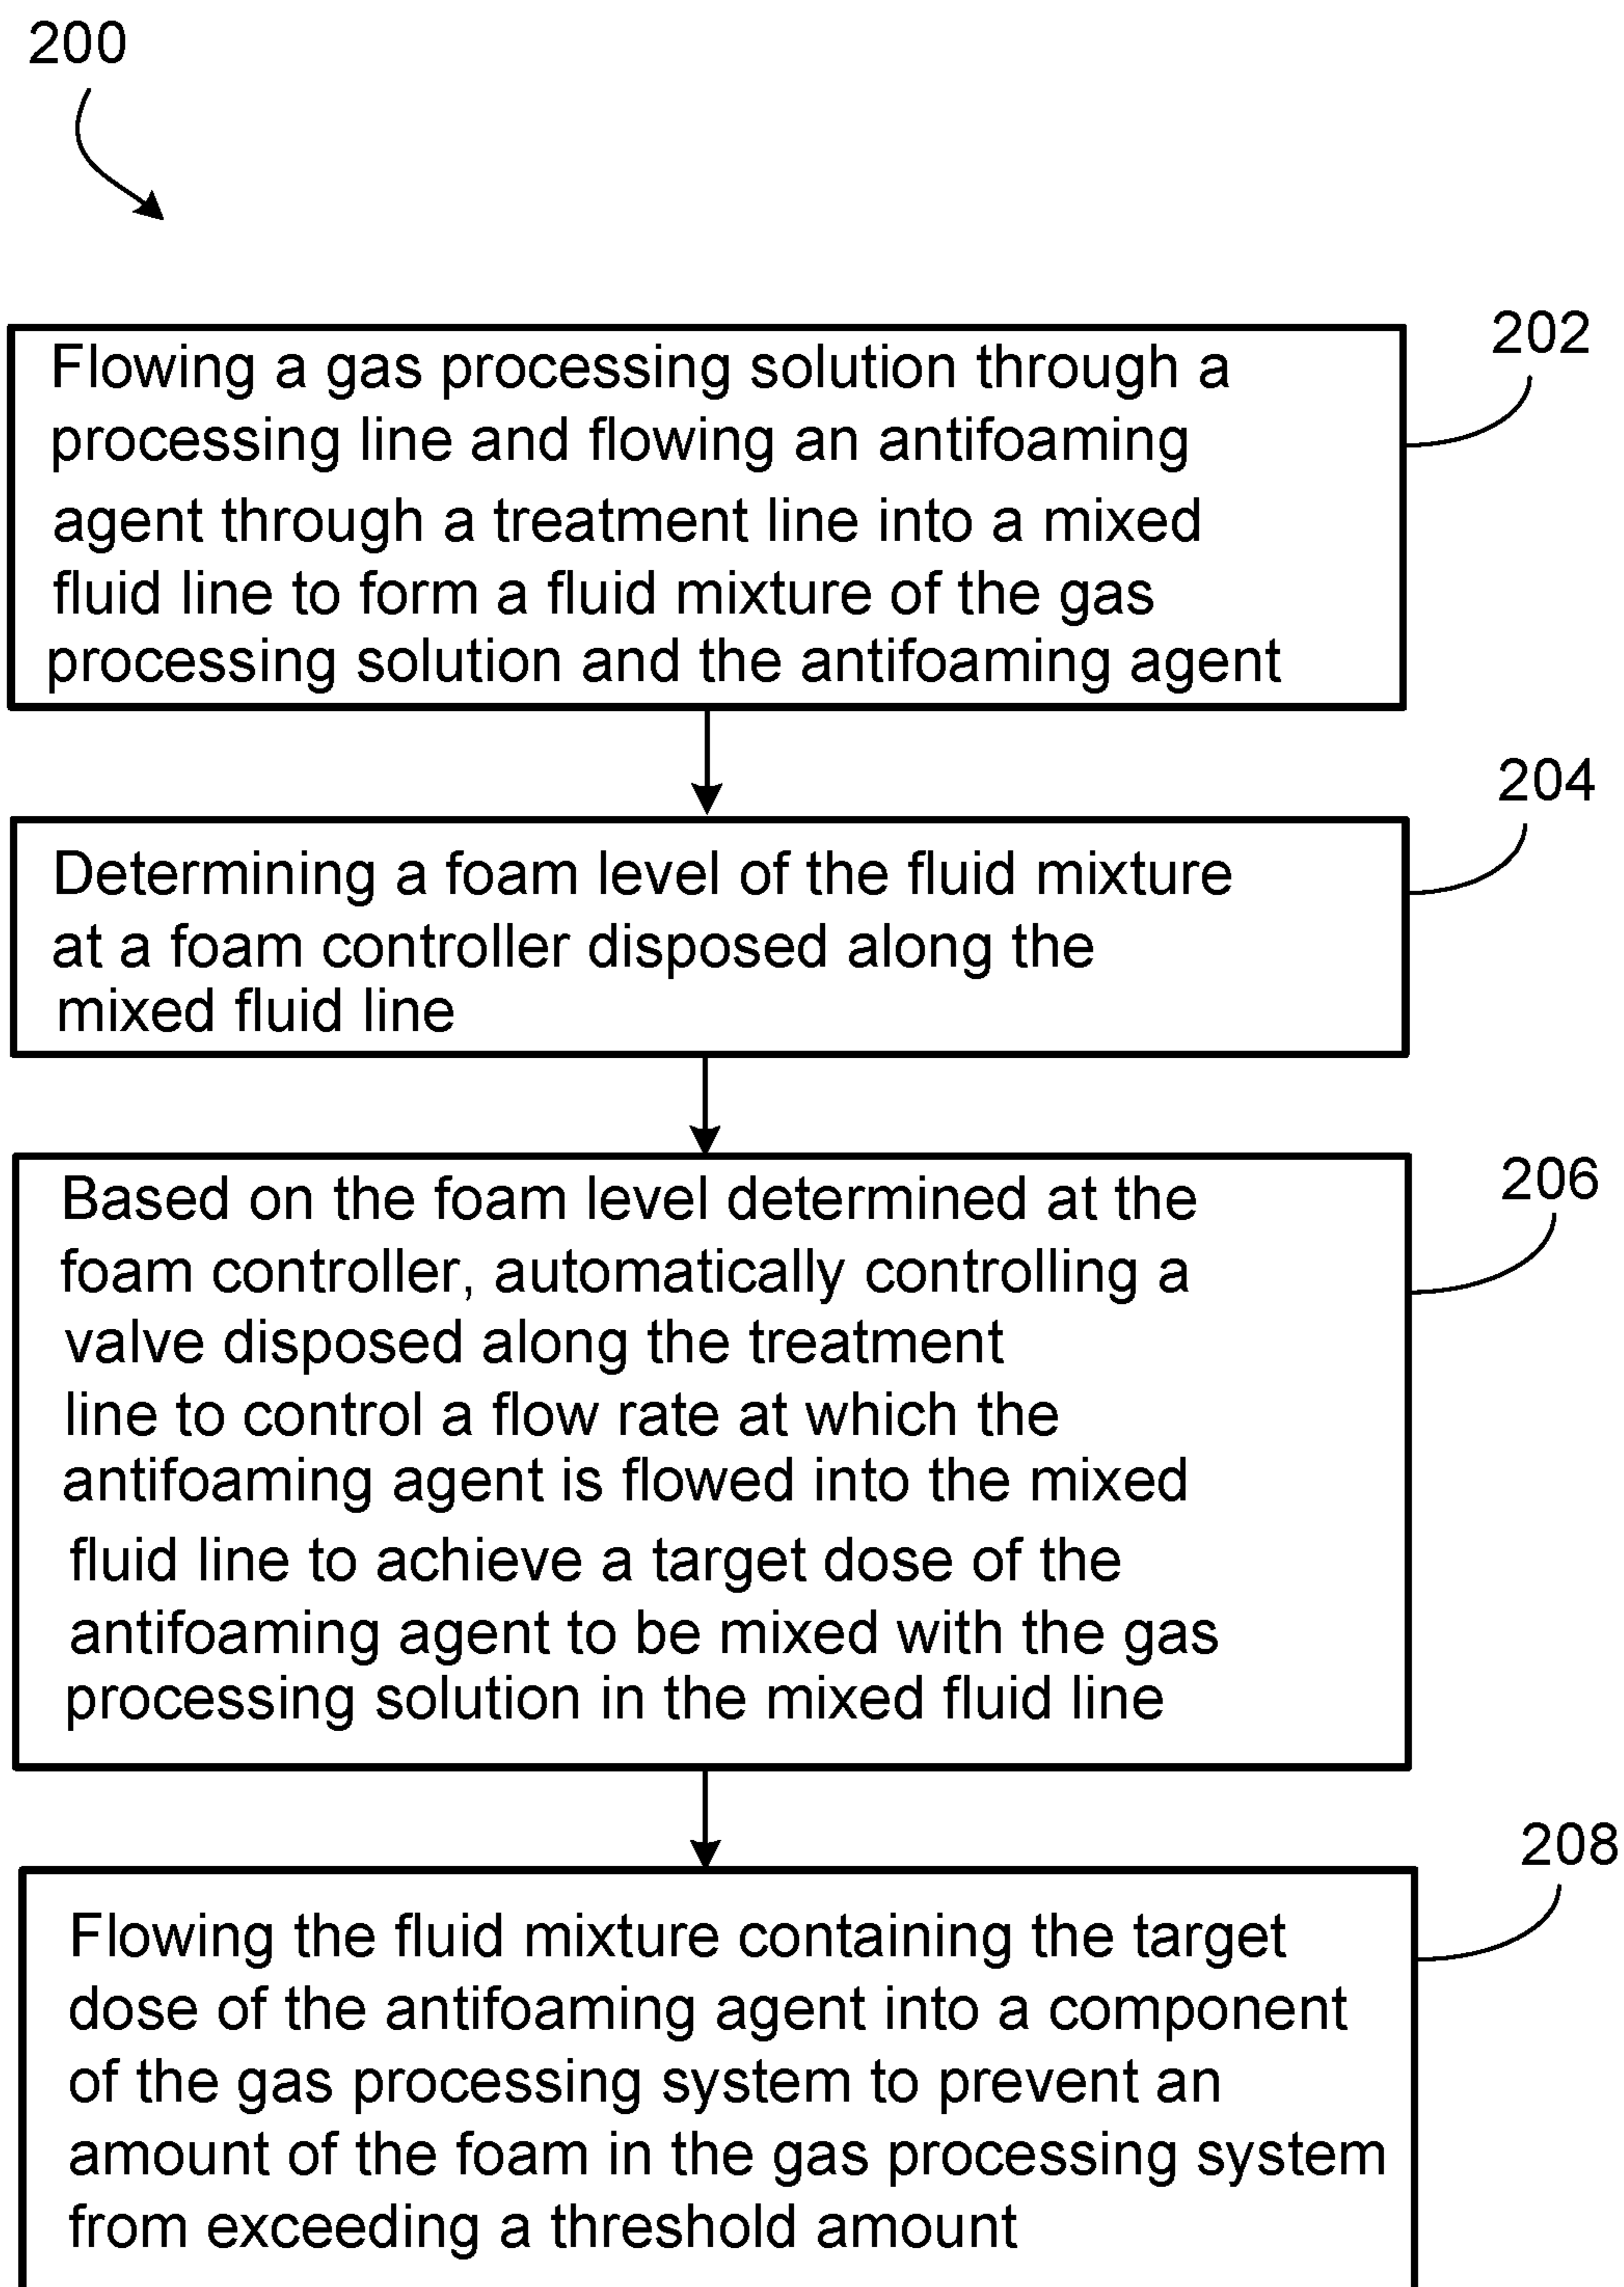 200
202
Flowing a gas processing solution through a
processing line and flowing an antifoaming
agent through a treatment line into a mixed
fluid line to form a fluid mixture of the gas
processing solution and the antifoaming agent
204
Determining a foam level of the fluid mixture
at a foam controller disposed along the
mixed fluid line
206
Based on the foam level determined at the
foam controller, automatically controlling a
valve disposed along the treatment
line to control a flow rate at which the
antifoaming agent is flowed into the mixed
fluid line to achieve a target dose of the
antifoaming agent to be mixed with the gas
processing solution in the mixed fluid line
208
Flowing the fluid mixture containing the target
dose of the antifoaming agent into a component
of the gas processing system to prevent an
amount of the foam in the gas processing system
from exceeding a threshold amount